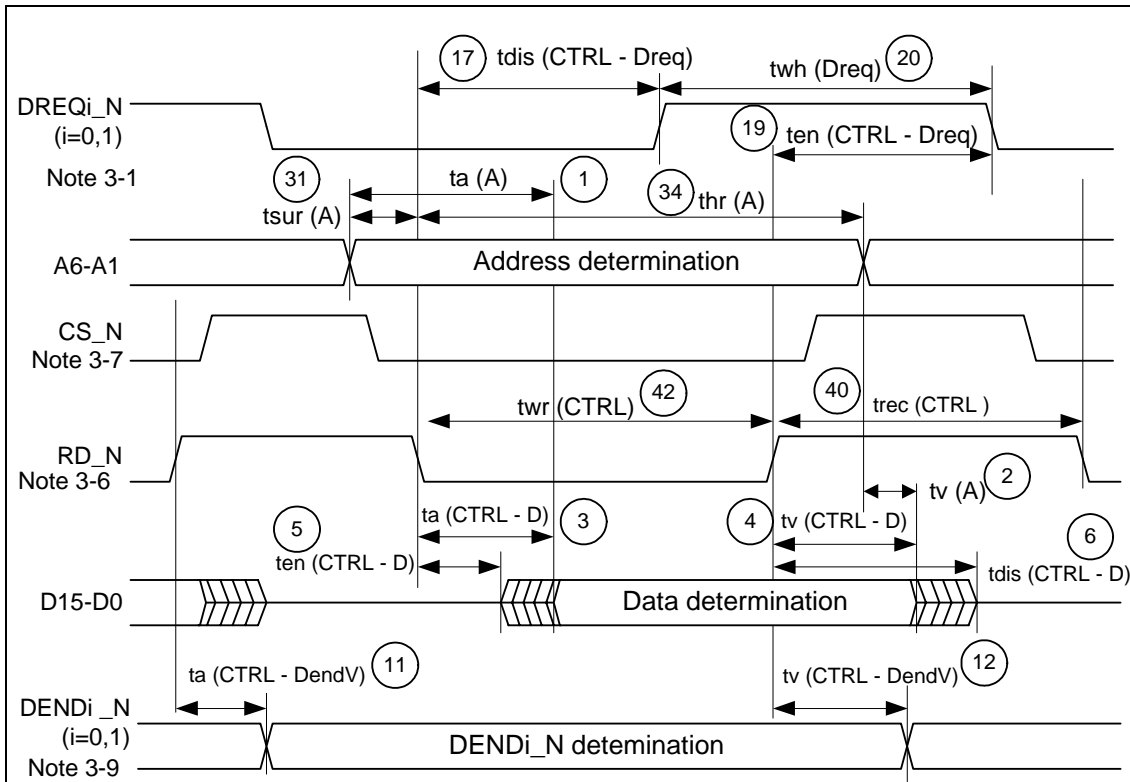 17 tdis (CTRL - Dreq)
twh (Dreq) 20
DREQi_N
(i=0,1)
19 ten (CTRL - Dreq)
Note 3-1
31
ta (A) 1
34
tsur (A)
thr (A)
A6-A1
Address determination
CS_N
Note 3-7
twr (CTRL) 42
40 trec (CTRL )
RD_N
Note 3-6
2
tv (A)
5
ta (CTRL - D) 3
4 tv (CTRL - D)
6
ten (CTRL - D)
tdis (CTRL - D)
D15-D0
Data determination
ta (CTRL - DendV) 11
tv (CTRL - DendV) 12
DENDi _N
(i=0,1)
DENDi_N detemination
Note 3-9